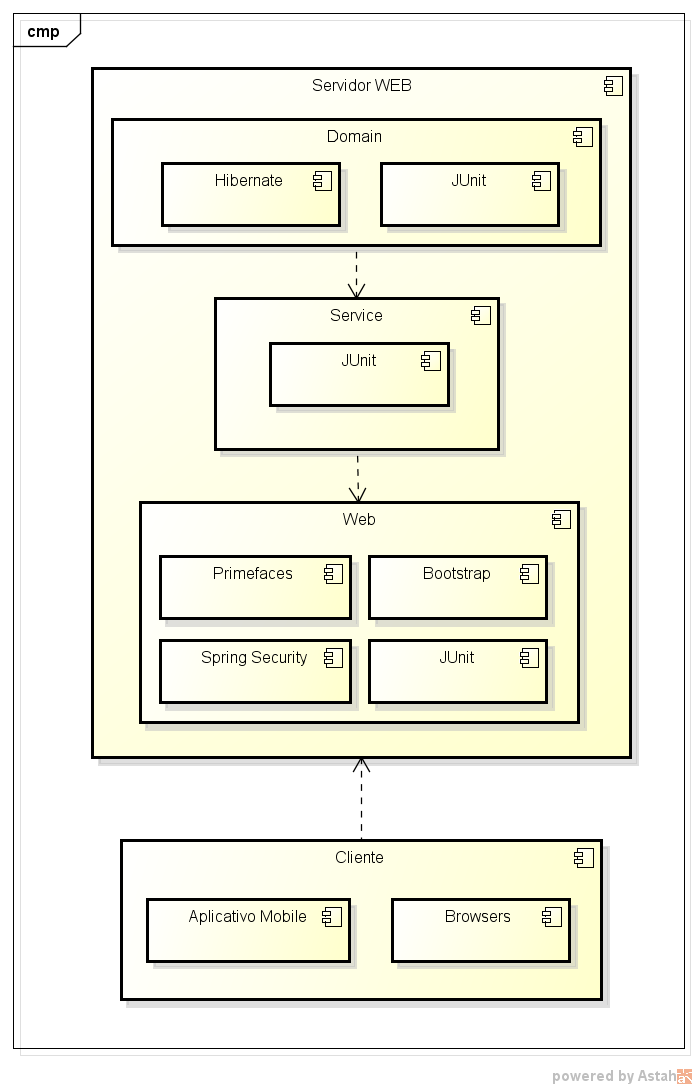 cmp
Servidor WEB
Domain
Hibernate
JUnit
Service
JUnit
Web
Primefaces
Bootstrap
Spring Security
JUnit
Cliente
Aplicativo Mobile
Browsers
powered by Astah